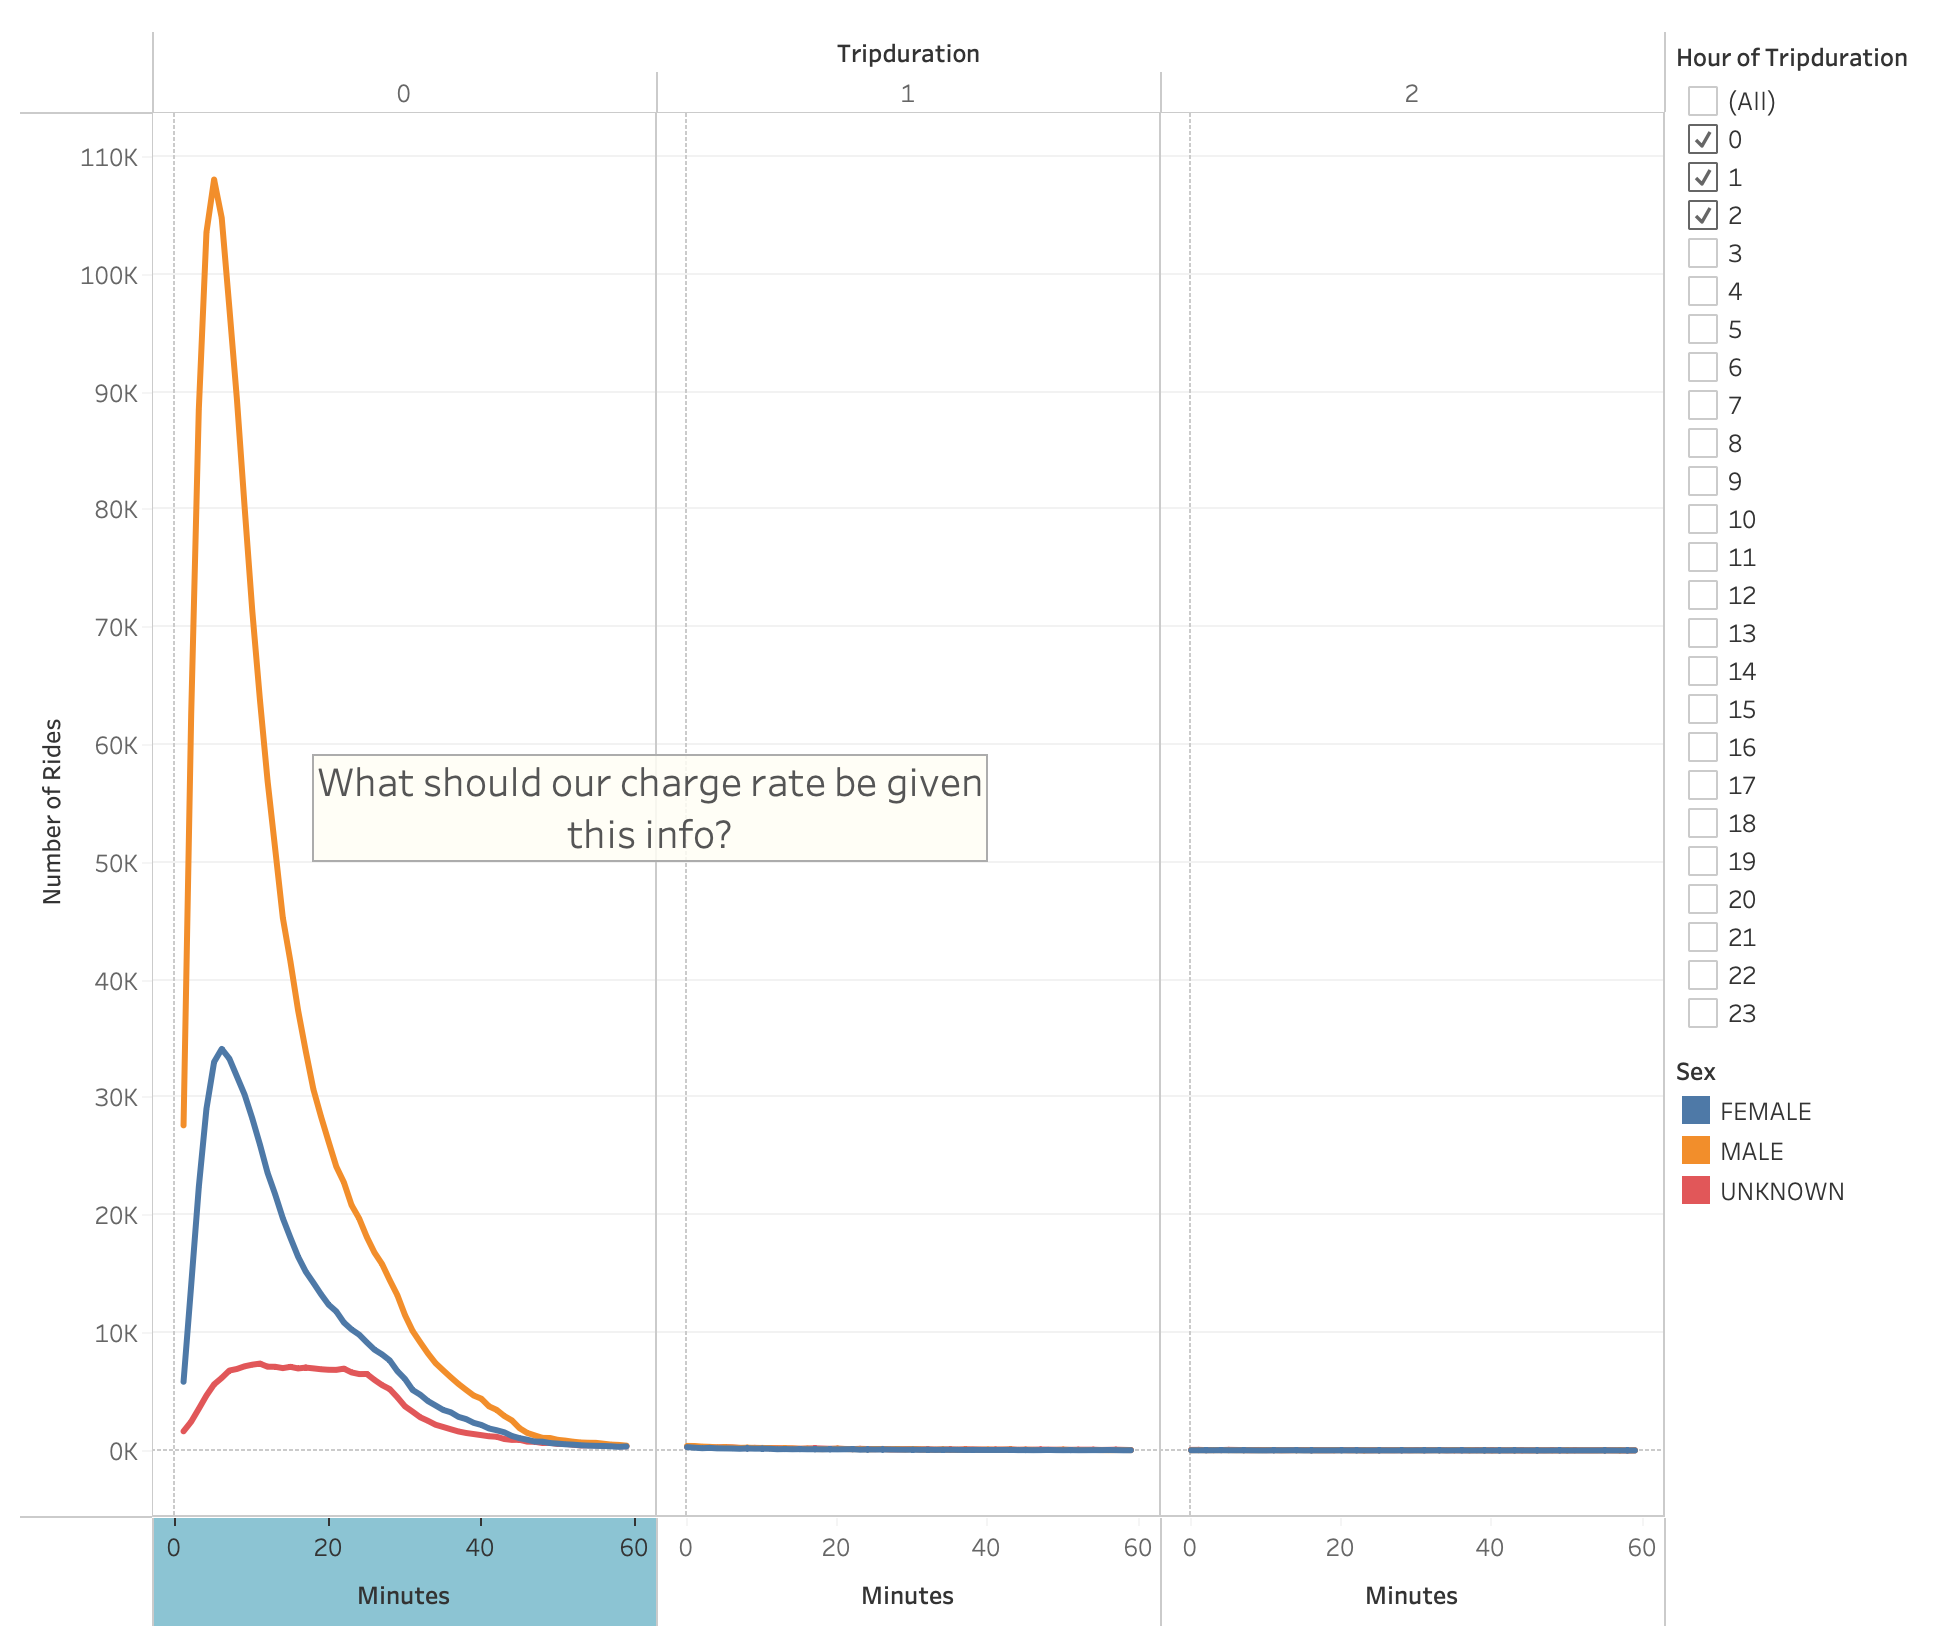 Tripduration
0
1
2
110K
100K
90K
80K
70K
60K
50K
40K
30K
20K
10K
0K
Number of Rides
What should our charge rate be given
this info?
0 20 40 60 0 20 40 60 0 20 40 60
Minutes Minutes Minutes
Hour of Tripduration
(All)
0
1
2
3
4
5
6
7
8
9
10
11
12
13
14
15
16
17
18
19
20
21
22
23
Sex
FEMALE
MALE
UNKNOWN